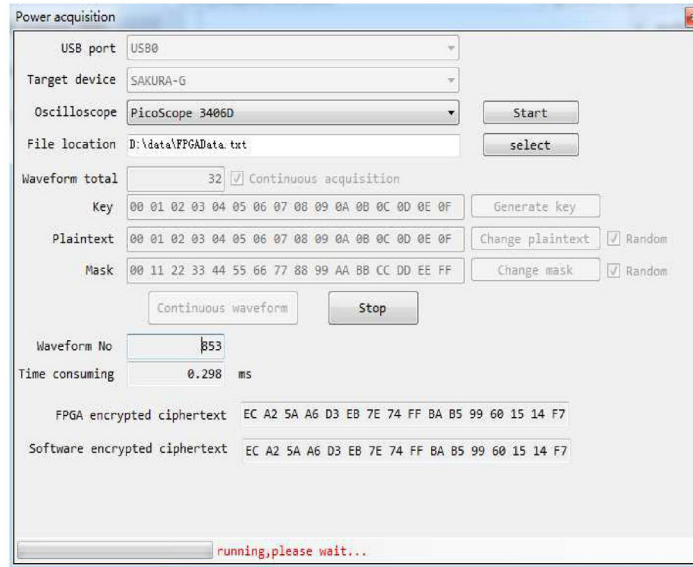 Power acquisition
USB port USB0
Target device SAKURA-G
Oscilloscope PicoScope 3406D Start
File location D:\data\FPGAData.txt select
Waveform total 32 Continuous acquisition
Key 00 01 02 03 04 05 06 07 08 09 0A 0B 0C 0D 0E 0F Generate key
Plaintext 00 01 02 03 04 05 06 07 08 09 0A 0B 0C 0D 0E 0F Change plaintext Random
Mask 00 11 22 33 44 55 66 77 88 99 AA BB CC DD EE FF Change mask Random
Continuous waveform Stop
Waveform No 853
Time consuming 0.298 ms
FPGA encrypted ciphertext EC A2 5A A6 D3 EB 7E 74 FF BA B5 99 60 15 14 F7
Software encrypted ciphertext EC A2 5A A6 D3 EB 7E 74 FF BA B5 99 60 15 14 F7
running,please wait...